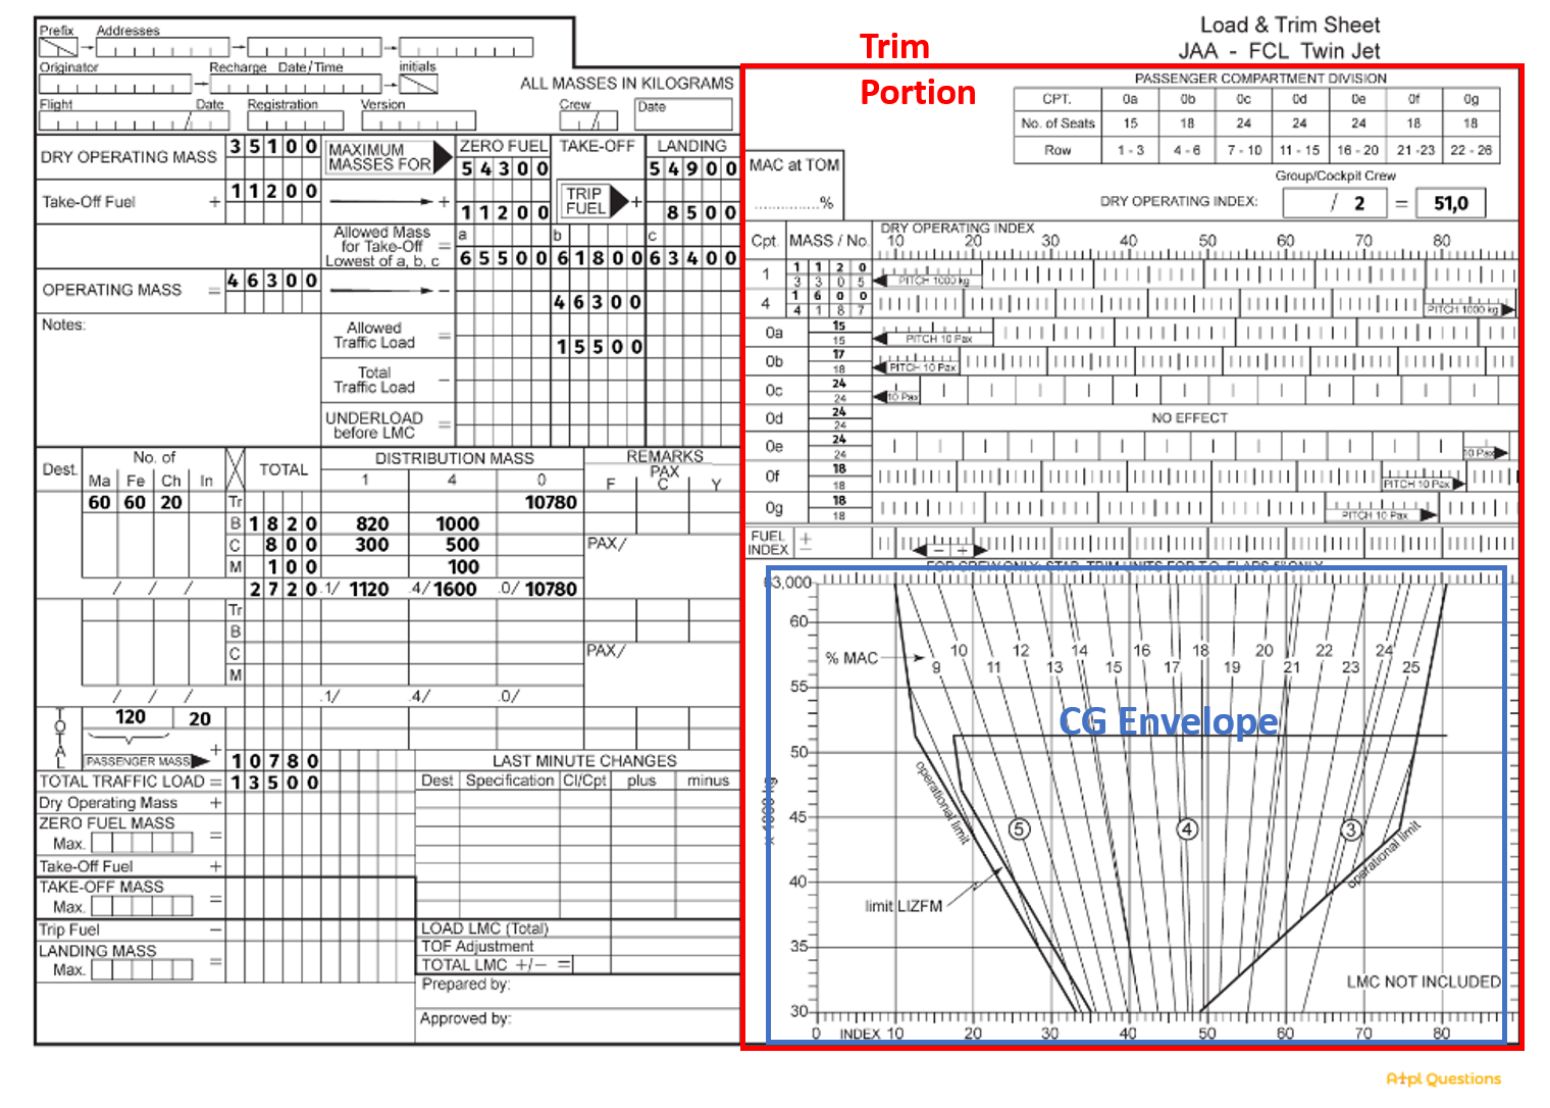 Load & Trim Sheet
JAA - FCL Twin Jet
Trim
Portion
Prefix Addresses
Originator Recharge Date/Time initials
ALL MASSES IN KILOGRAMS
Flight Date Registration Version Crew Date
DRY OPERATING MASS 35100 MAXIMUM MASSES FOR ZERO FUEL TAKE-OFF LANDING
54300 54900
Take-Off Fuel + 11200 + TRIP FUEL +
11200 8500
Allowed Mass for Take-Off Lowest of a, b, c = a b c
65500 61800 63400
OPERATING MASS = 46300 - 46300
Notes:
Allowed Traffic Load = 15500
Total Traffic Load -
UNDERLOAD before LMC =
Dest. No. of TOTAL DISTRIBUTION MASS REMARKS
Ma Fe Ch In 1 4 0 PAX
F C Y
60 60 20 Tr 10780
B 1820 820 1000
C 800 300 500 PAX/
M 100 100
/ / / 2720 .1/ 1120 .4/ 1600 .0/ 10780
Tr
B
C PAX/
M
/ / / .1/ .4/ .0/
TOTAL 120 20
+
PASSENGER MASS 10780
TOTAL TRAFFIC LOAD = 13500
Dry Operating Mass +
ZERO FUEL MASS
Max. =
Take-Off Fuel +
TAKE-OFF MASS
Max. =
Trip Fuel -
LANDING MASS
Max. =
LAST MINUTE CHANGES
Dest Specification Cl/Cpt plus minus
LOAD LMC (Total)
TOF Adjustment
TOTAL LMC +/- =
Prepared by:
Approved by:
PASSENGER COMPARTMENT DIVISION
CPT. 0a 0b 0c 0d 0e 0f 0g
No. of Seats 15 18 24 24 24 18 18
Row 1 - 3 4 - 6 7 - 10 11 - 15 16 - 20 21 -23 22 - 26
MAC at TOM
..............%
Group/Cockpit Crew
DRY OPERATING INDEX: / 2 = 51,0
Cpt. MASS / No. DRY OPERATING INDEX
10 20 30 40 50 60 70 80
1 1120 3305 PITCH 1000 kg
4 1600 4187 PITCH 1000 kg
0a 15 15 PITCH 10 Pax
0b 17 18 PITCH 10 Pax
0c 24 24 10 Pax
0d 24 24 NO EFFECT
0e 24 24 10 Pax
0f 18 18 PITCH 10 Pax
0g 18 18 PITCH 10 Pax
FUEL INDEX + - - +
FOR CREW ONLY: STAB. TRIM UNITS FOR T.O. FLAPS 5° ONLY
63,000
60
% MAC 9 10 11 12 13 14 15 16 17 18 19 20 21 22 23 24 25
55
CG Envelope
50
x 1000 kg
operational limit
45
5 4 3
operational limit
40
limit LIZFM
35
LMC NOT INCLUDED
30
0 INDEX 10 20 30 40 50 60 70 80
Atpl Questions